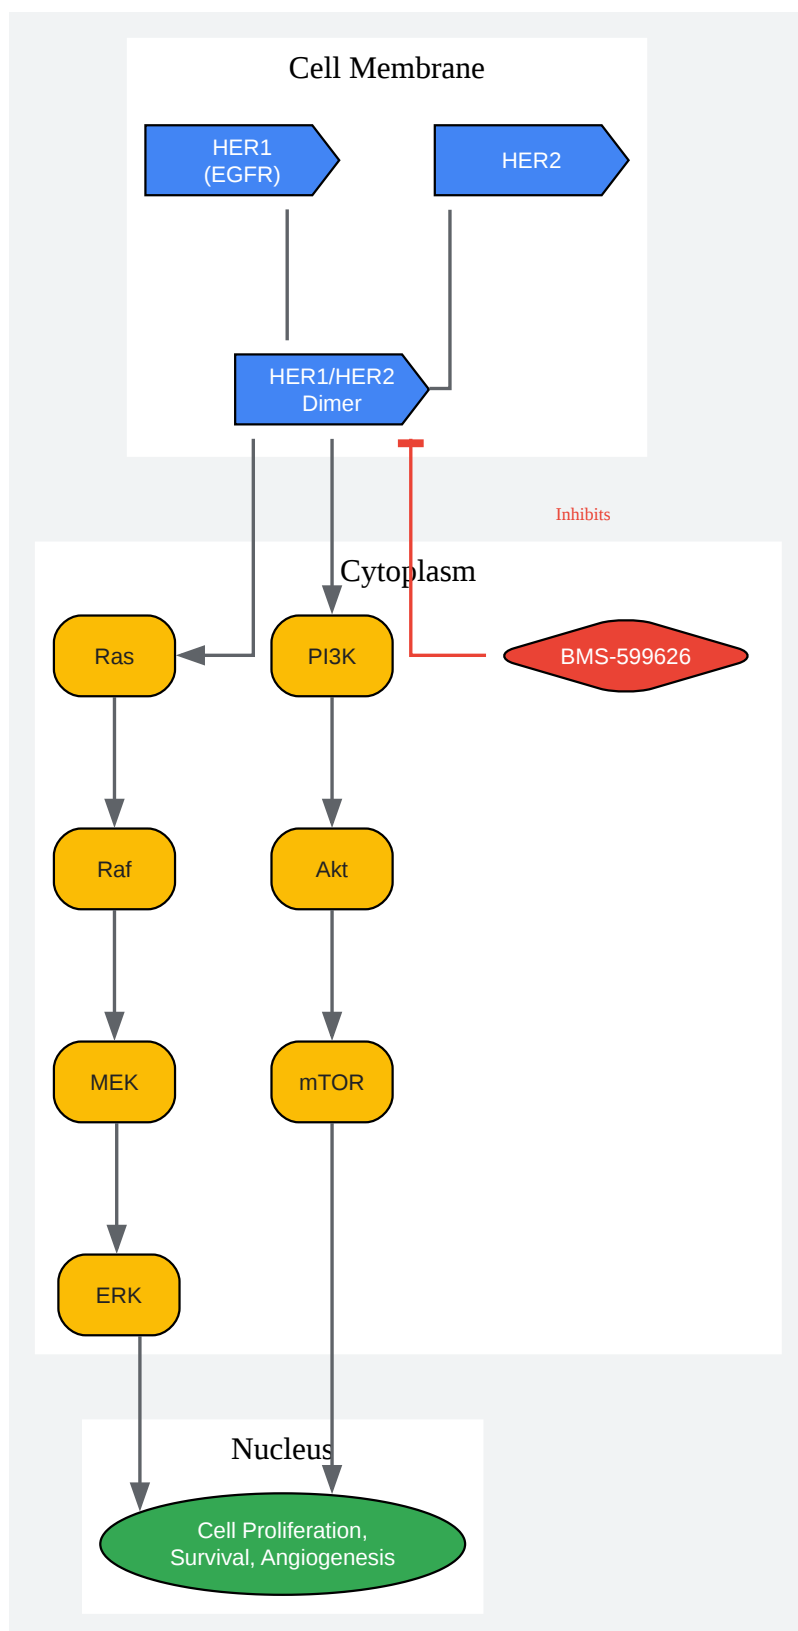 Cell Membrane
HER1
(EGFR)
HER2
HER1/HER2
Dimer
Inhibits
Cytoplasm
Ras
PI3K
BMS-599626
Raf
Akt
MEK
mTOR
ERK
Nucleus
Cell Proliferation,
Survival, Angiogenesis